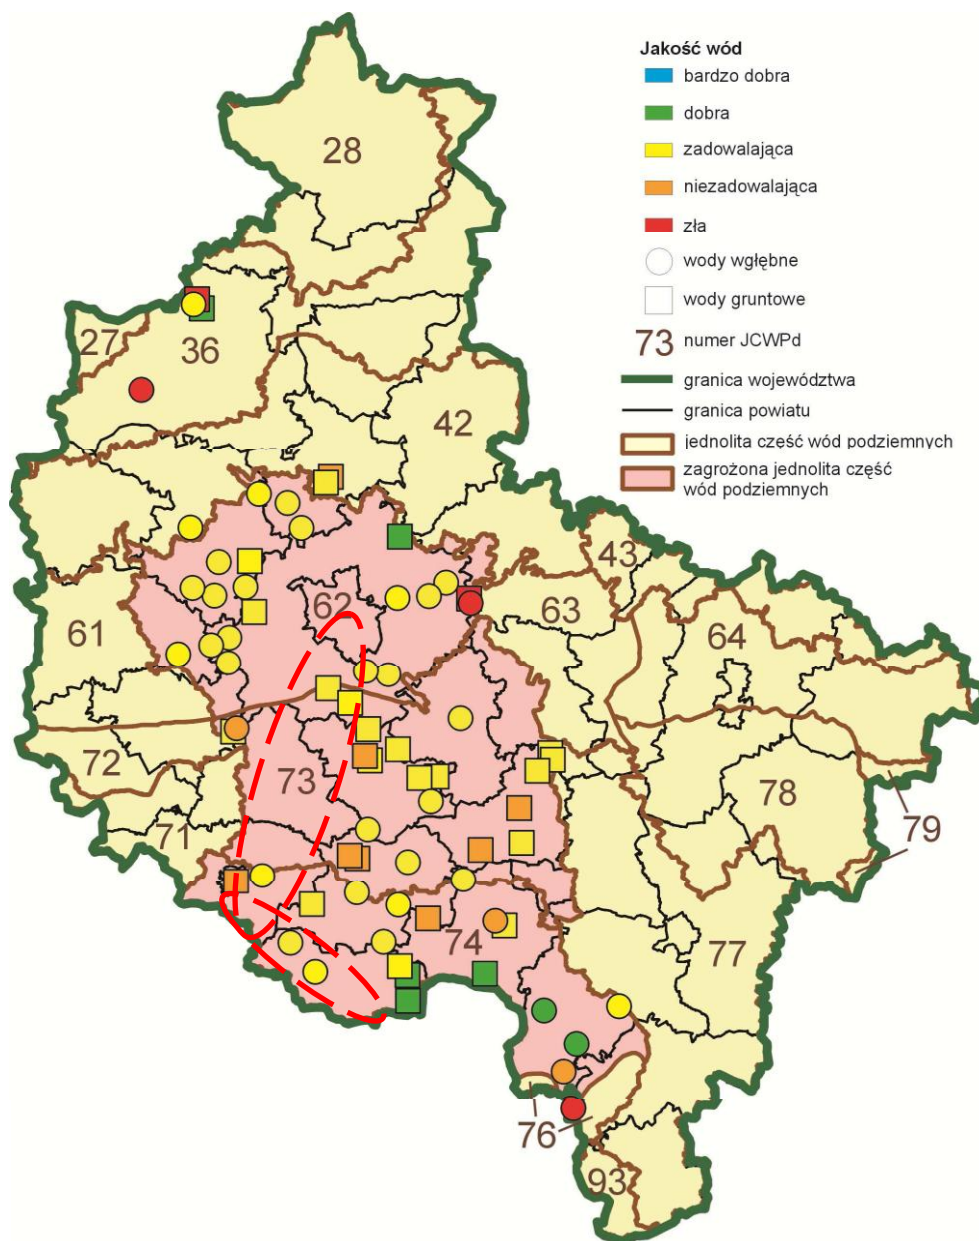 Jakość wód
bardzo dobra
dobra
zadowalająca
niezadowalająca
zła
wody wgłębne
wody gruntowe
73 numer JCWPd
granica województwa
granica powiatu
jednolita część wód podziemnych
zagrożona jednolita część
wód podziemnych
28
27
36
42
43
61
62
63
64
72
73
78
71
79
74
77
76
93